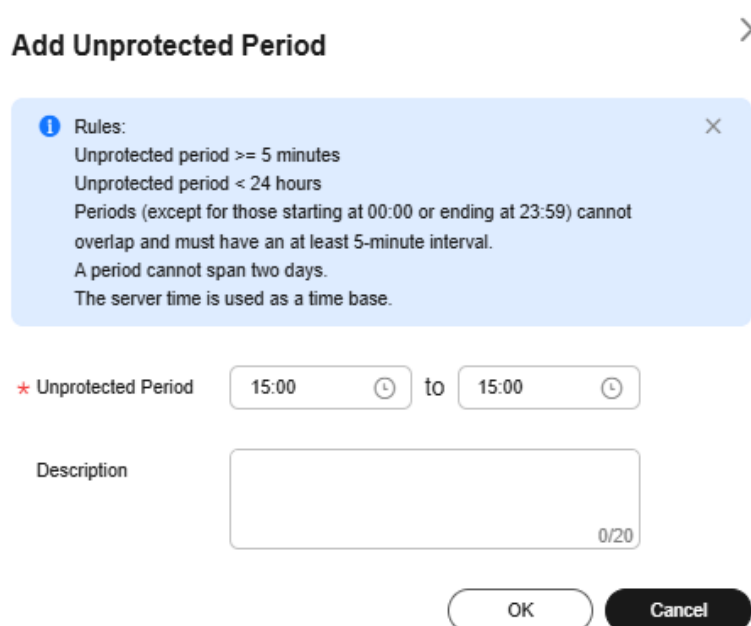 Add Unprotected Period
Rules:
Unprotected period >= 5 minutes
Unprotected period < 24 hours
Periods (except for those starting at 00:00 or ending at 23:59) cannot
overlap and must have an at least 5-minute interval.
A period cannot span two days.
The server time is used as a time base.
* Unprotected Period 15:00 to 15:00
Description
0/20
OK Cancel